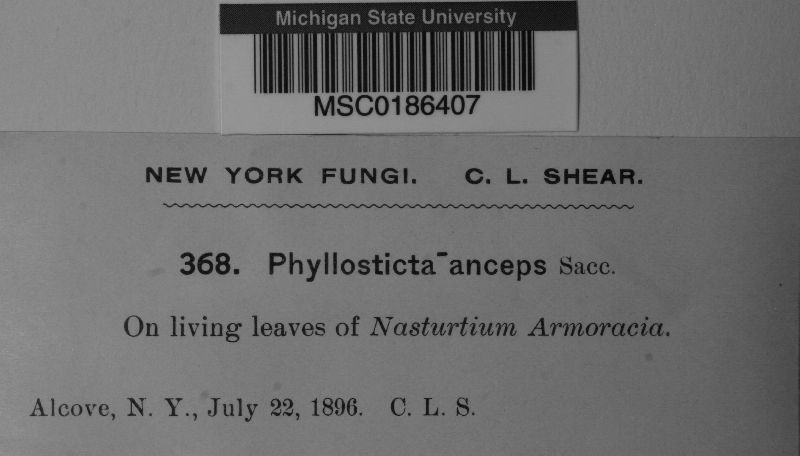 Michigan State University
MSC0186407
NEW YORK FUNGI. C. L. SHEAR.
368. Phyllosticta anceps Sacc.
On living leaves of Nasturtium Armoracia.
Alcove, N. Y., July 22, 1896. C. L. S.